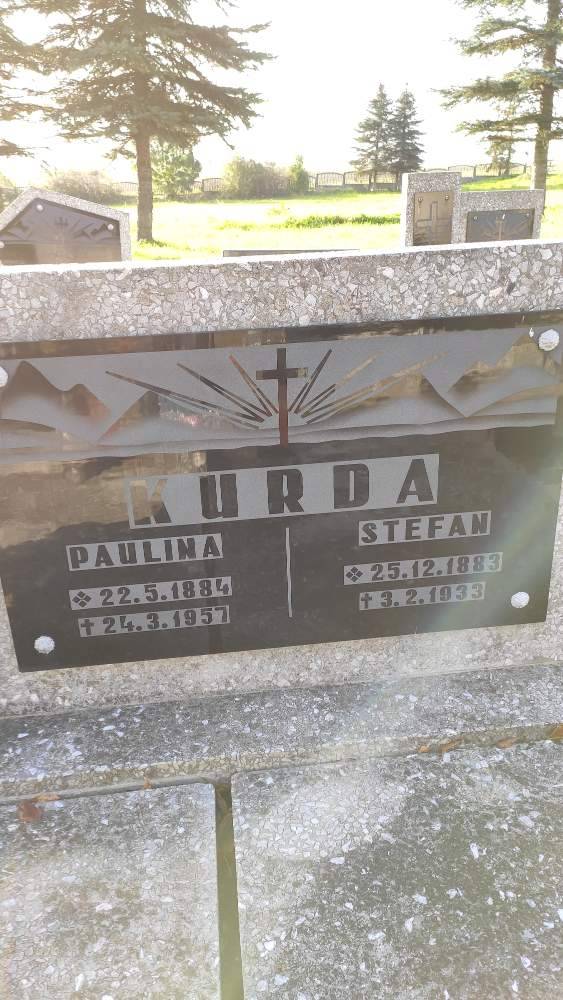 KURDA
PAULINA
❖ 22.5.1884
✝ 24.3.1957
STEFAN
❖ 25.12.1883
✝ 3.2.1933